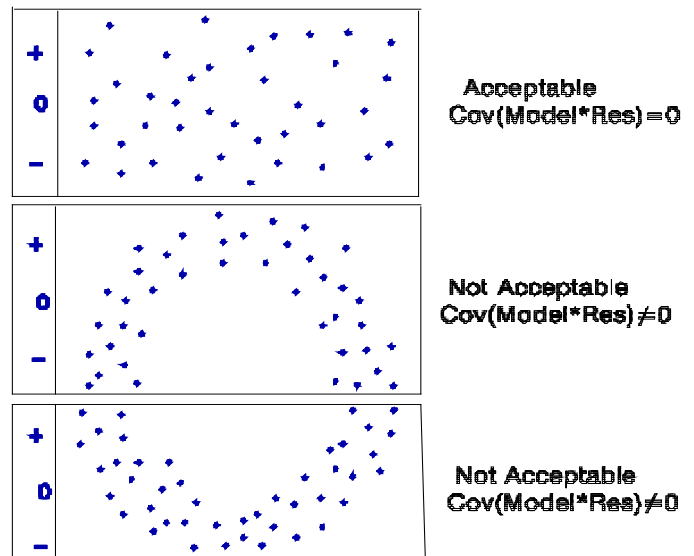 +
0
−
Acceptable
Cov(Model*Res)=0
+
0
−
Not Acceptable
Cov(Model*Res)≠0
+
0
−
Not Acceptable
Cov(Model*Res)≠0